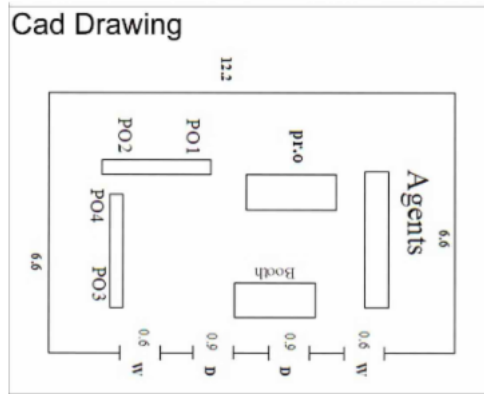 Cad Drawing
12.2
PO2
PO1
pr.o
Agents
PO4
PO3
6.6
6.6
Booth
0.6
0.9
0.9
0.6
W
D
D
W